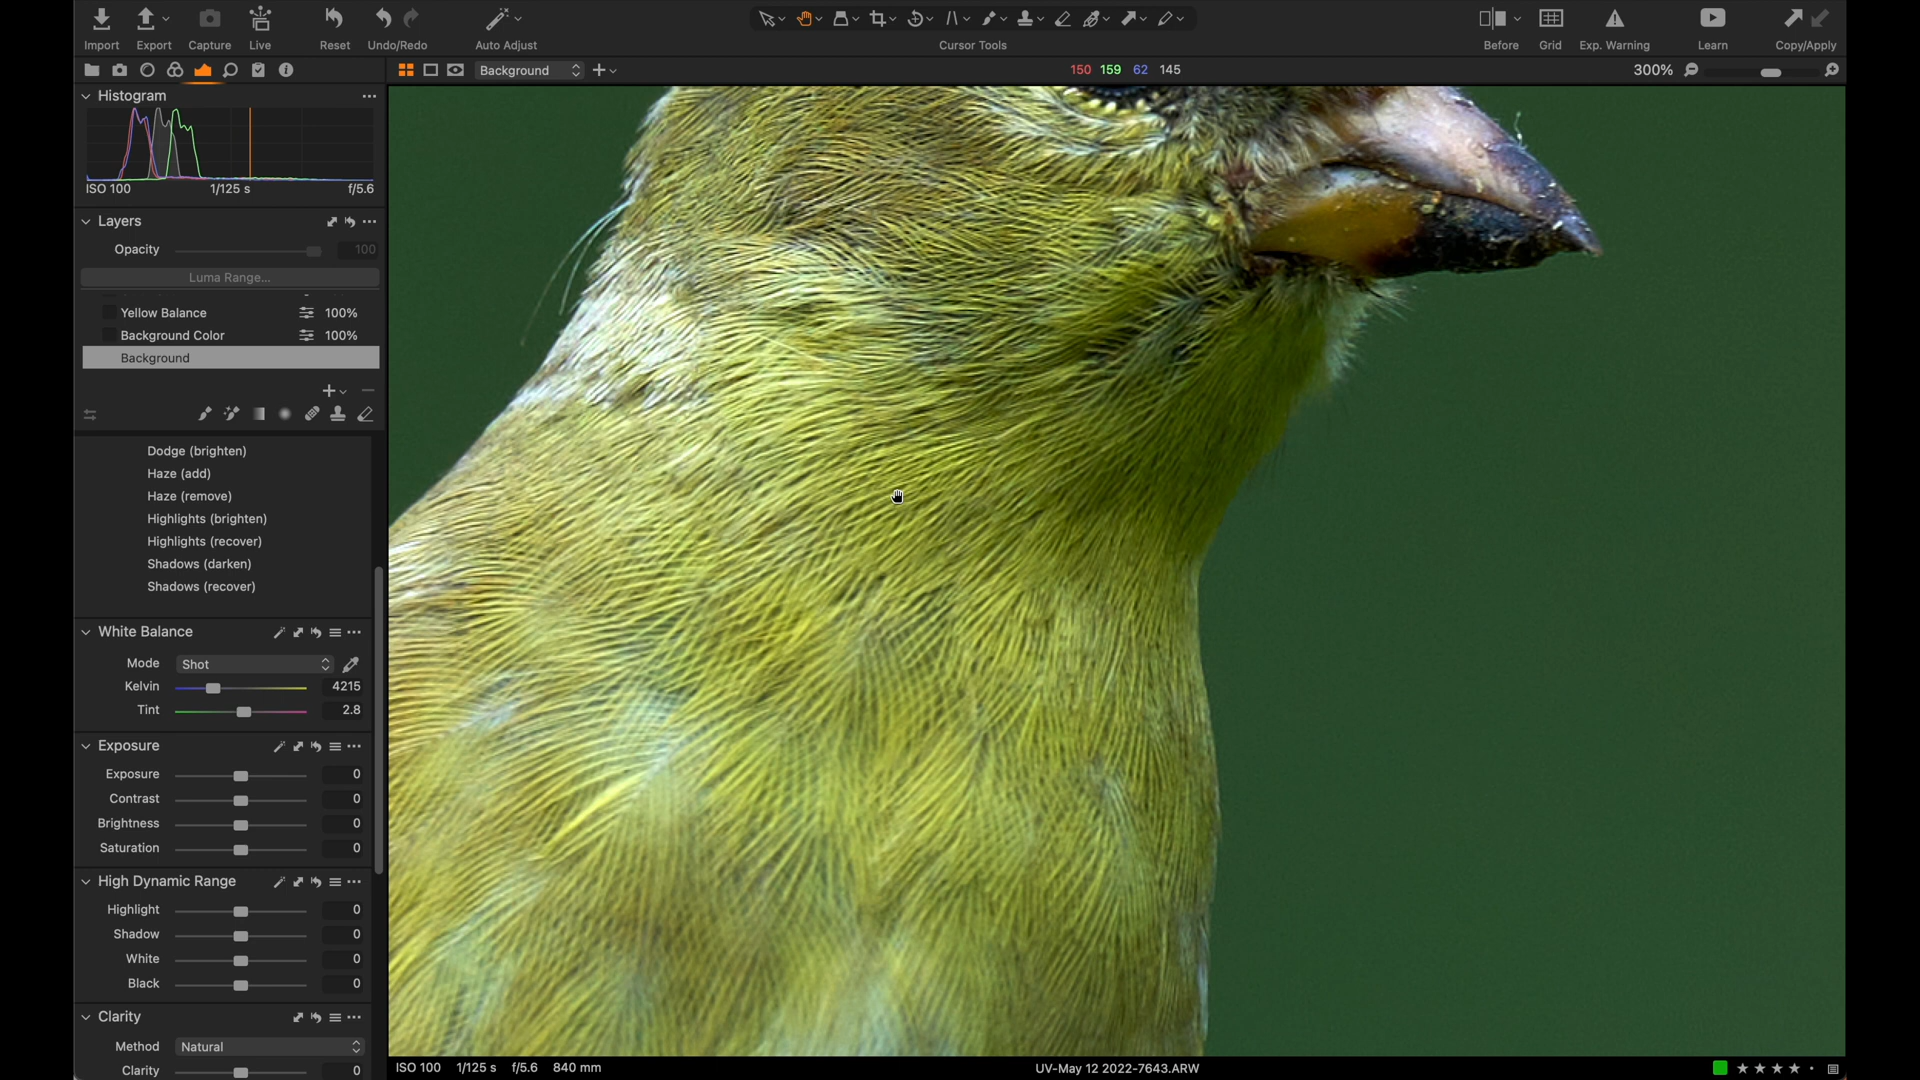 Import Export Capture Live Reset Undo/Redo Auto Adjust Cursor Tools Before Grid Exp. Warning Learn Copy/Apply
Background 150 159 62 145 300%
Histogram
ISO 100 1/125 s f/5.6
Layers
Opacity 100
Luma Range...
Yellow Balance 100%
Background Color 100%
Background
Dodge (brighten)
Haze (add)
Haze (remove)
Highlights (brighten)
Highlights (recover)
Shadows (darken)
Shadows (recover)
White Balance
Mode Shot
Kelvin 4215
Tint 2.8
Exposure
Exposure 0
Contrast 0
Brightness 0
Saturation 0
High Dynamic Range
Highlight 0
Shadow 0
White 0
Black 0
Clarity
Method Natural
Clarity 0
ISO 100 1/125 s f/5.6 840 mm UV-May 12 2022-7643.ARW